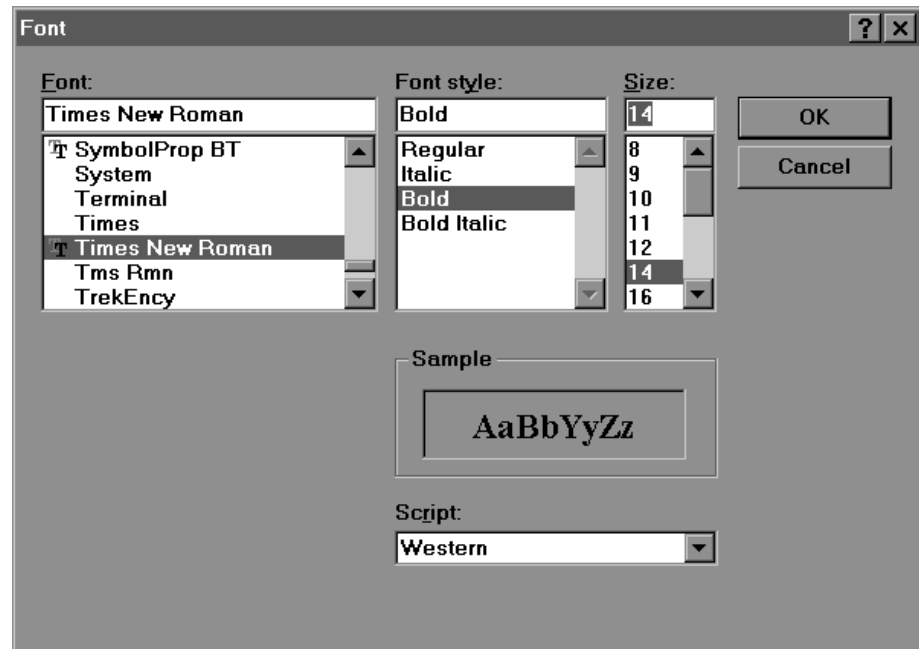 Font
Font:
Times New Roman
SymbolProp BT
System
Terminal
Times
Times New Roman
Tms Rmn
TrekEncy
Font style:
Bold
Regular
Italic
Bold
Bold Italic
Size:
14
8
9
10
11
12
14
16
OK
Cancel
Sample
AaBbYyZz
Script:
Western